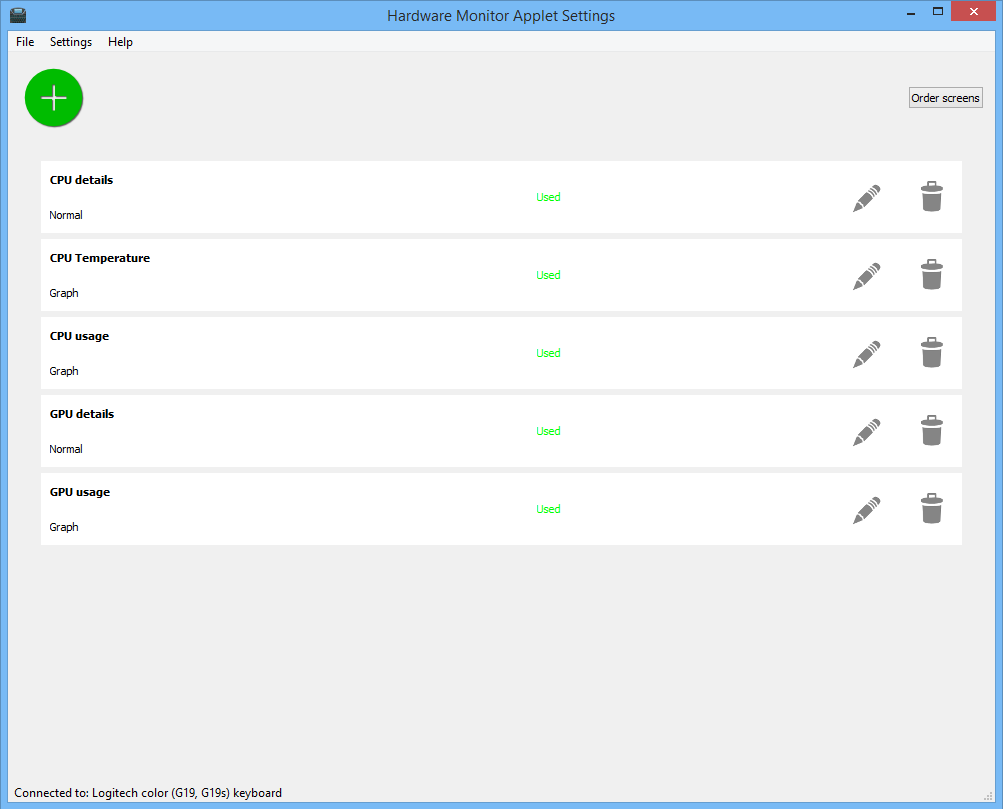 Hardware Monitor Applet Settings
File Settings Help
Order screens
CPU details
Used
Normal
CPU Temperature
Used
Graph
CPU usage
Used
Graph
GPU details
Used
Normal
GPU usage
Used
Graph
Connected to: Logitech color (G19, G19s) keyboard